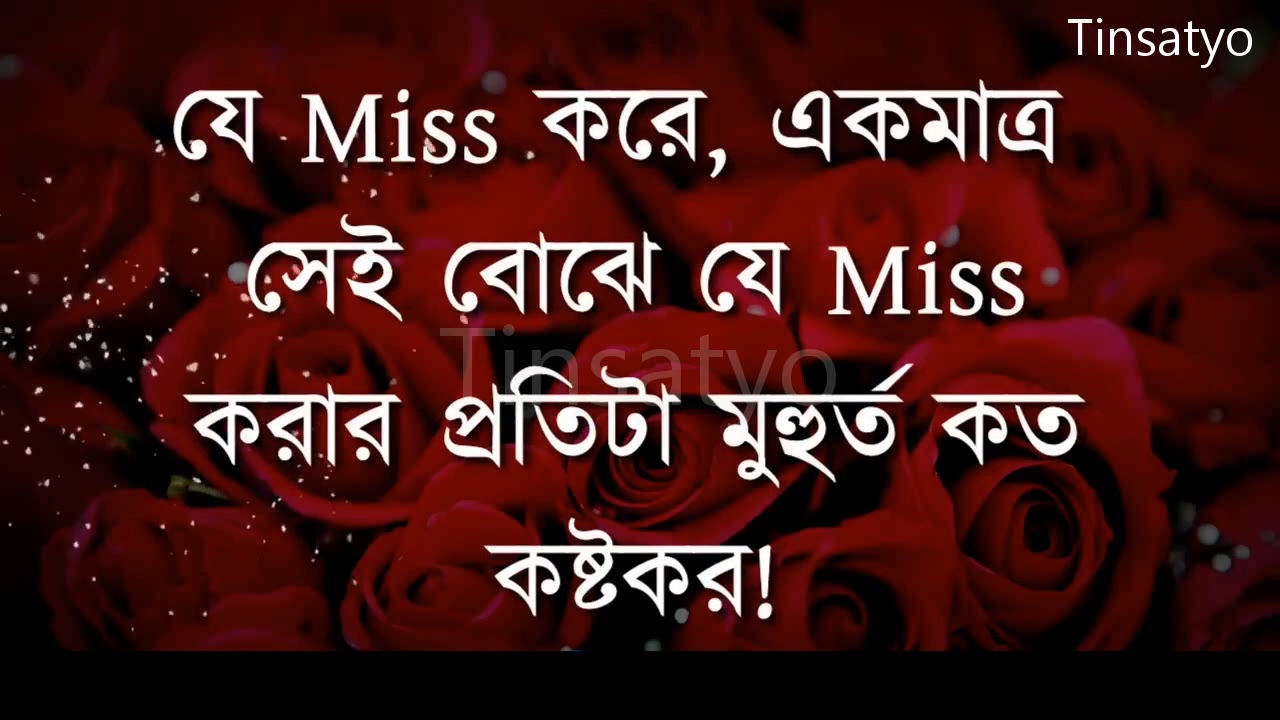 Tinsatyo
যে Miss করে, একমাত্র
সেই বোঝে যে Miss
Tinsatyo
করার প্রতিটা মুহুর্ত কত
কষ্টকর!